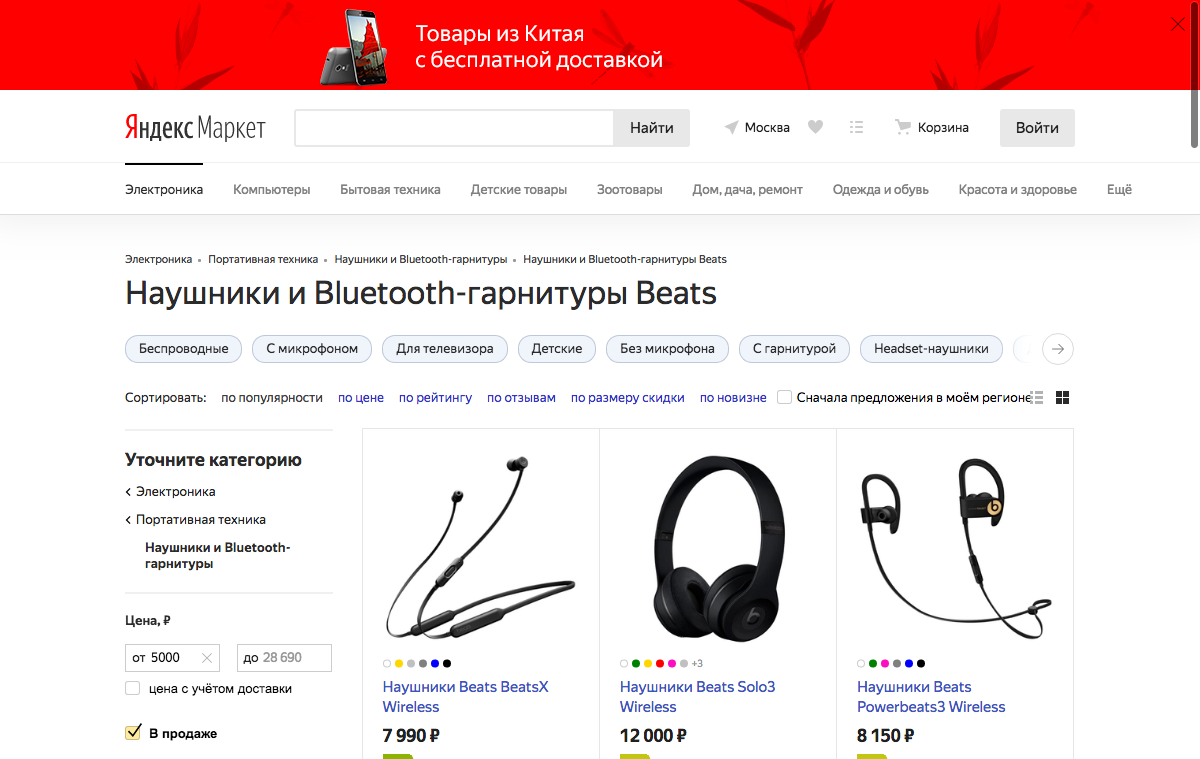 Товары из Китая
с бесплатной доставкой
Яндекс Маркет
Найти
Москва
Корзина
Войти
Электроника Компьютеры Бытовая техника Детские товары Зоотовары Дом, дача, ремонт Одежда и обувь Красота и здоровье Ещё
Электроника • Портативная техника • Наушники и Bluetooth-гарнитуры • Наушники и Bluetooth-гарнитуры Beats
Наушники и Bluetooth-гарнитуры Beats
Беспроводные С микрофоном Для телевизора Детские Без микрофона С гарнитурой Headset-наушники
Сортировать: по популярности по цене по рейтингу по отзывам по размеру скидки по новизне Сначала предложения в моём регионе
Уточните категорию
‹ Электроника
‹ Портативная техника
Наушники и Bluetooth-
гарнитуры
Цена, ₽
от 5000 до 28 690
цена с учётом доставки
В продаже
Наушники Beats BeatsX
Wireless
7 990 ₽
+3
Наушники Beats Solo3
Wireless
12 000 ₽
Наушники Beats
Powerbeats3 Wireless
8 150 ₽